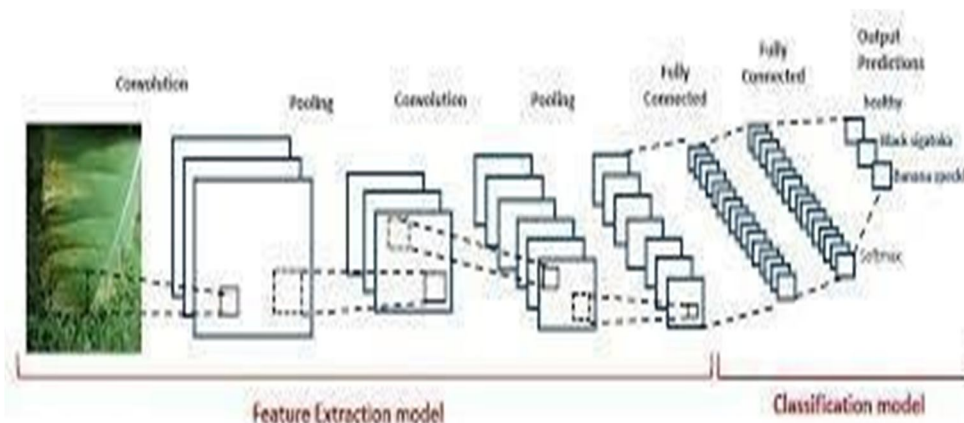 Convolution
Pooling
Convolution
Pooling
Fully
Connected
Fully
Connected
Output
Predictions
healthy
Black sigatoka
Banana speckl
Softmax
Feature Extraction model
Classification model